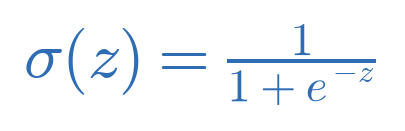 σ(z) = 1 / (1 + e^{-z})